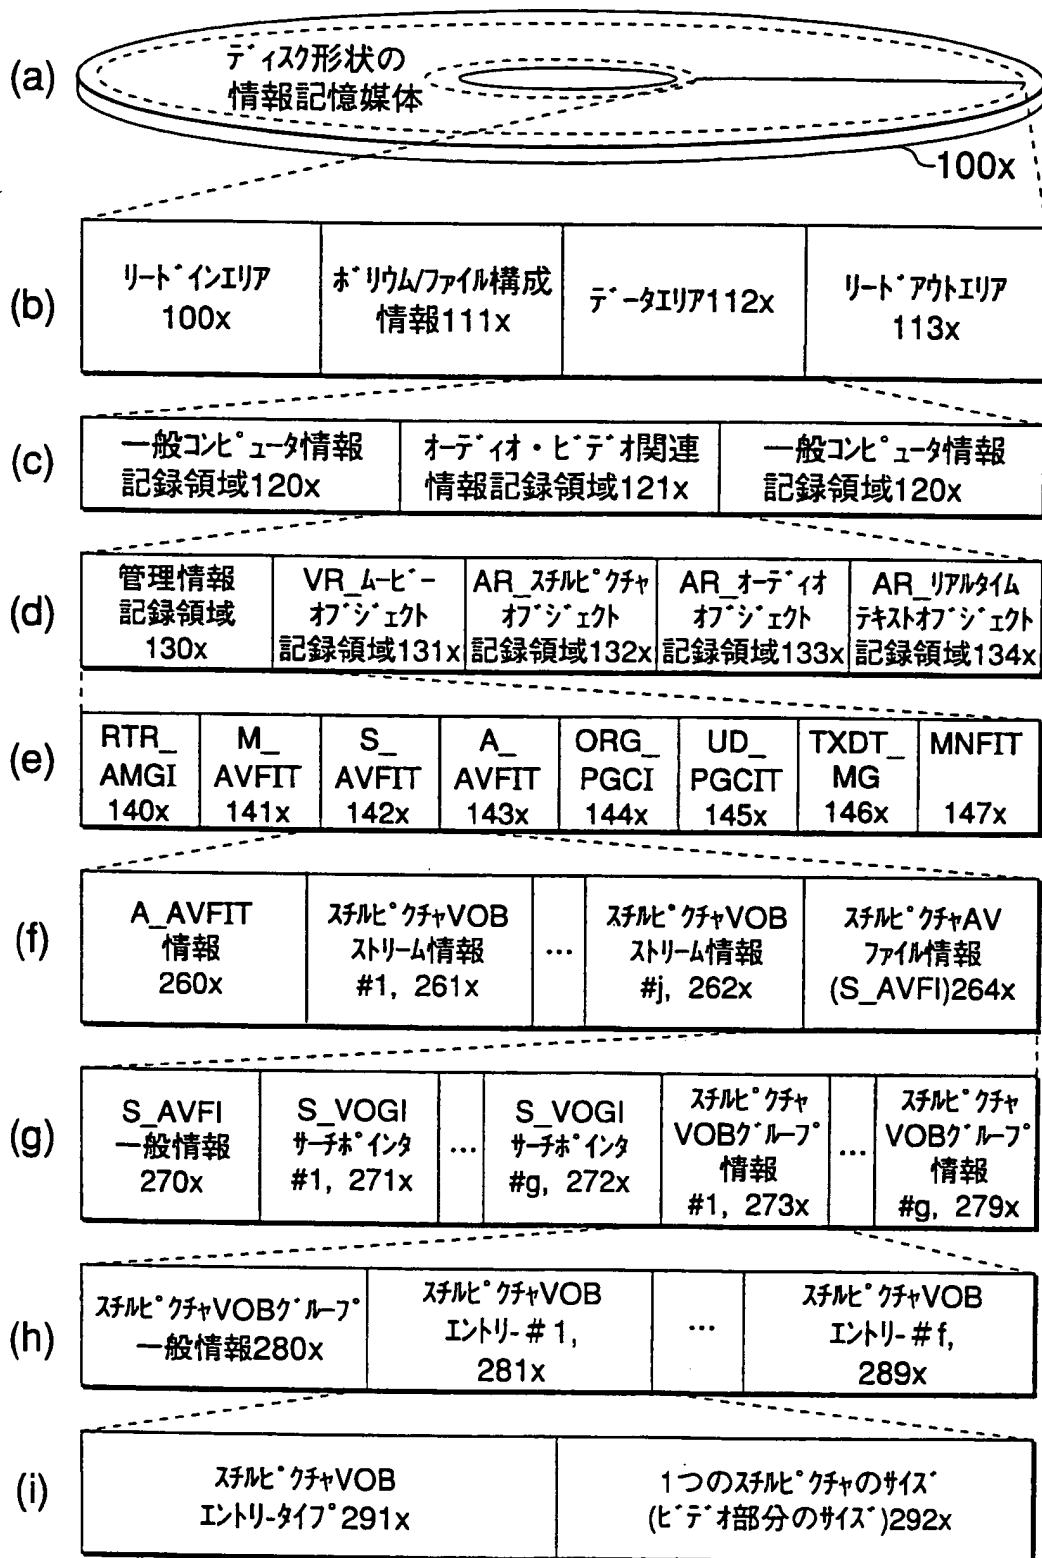 (a)
ディスク形状の
情報記憶媒体
100x
(b)
リードインエリア
100x
ボリウム/ファイル構成
情報111x
データエリア112x
リードアウトエリア
113x
(c)
一般コンピュータ情報
記録領域120x
オーディオ・ビデオ関連
情報記録領域121x
一般コンピュータ情報
記録領域120x
(d)
管理情報
記録領域
130x
VR_ムービー
オブジェクト
記録領域131x
AR_スチルピクチャ
オブジェクト
記録領域132x
AR_オーディオ
オブジェクト
記録領域133x
AR_リアルタイム
テキストオブジェクト
記録領域134x
(e)
RTR_
AMGI
140x
M_
AVFIT
141x
S_
AVFIT
142x
A_
AVFIT
143x
ORG_
PGCI
144x
UD_
PGCIT
145x
TXDT_
MG
146x
MNFIT
147x
(f)
A_AVFIT
情報
260x
スチルピクチャVOB
ストリーム情報
#1, 261x
…
スチルピクチャVOB
ストリーム情報
#j, 262x
スチルピクチャAV
ファイル情報
(S_AVFI)264x
(g)
S_AVFI
一般情報
270x
S_VOGI
サーチポインタ
#1, 271x
…
S_VOGI
サーチポインタ
#g, 272x
スチルピクチャ
VOBグループ
情報
#1, 273x
…
スチルピクチャ
VOBグループ
情報
#g, 279x
(h)
スチルピクチャVOBグループ
一般情報280x
スチルピクチャVOB
エントリー#1,
281x
…
スチルピクチャVOB
エントリー#f,
289x
(i)
スチルピクチャVOB
エントリータイプ291x
1つのスチルピクチャのサイズ
(ビデオ部分のサイズ)292x